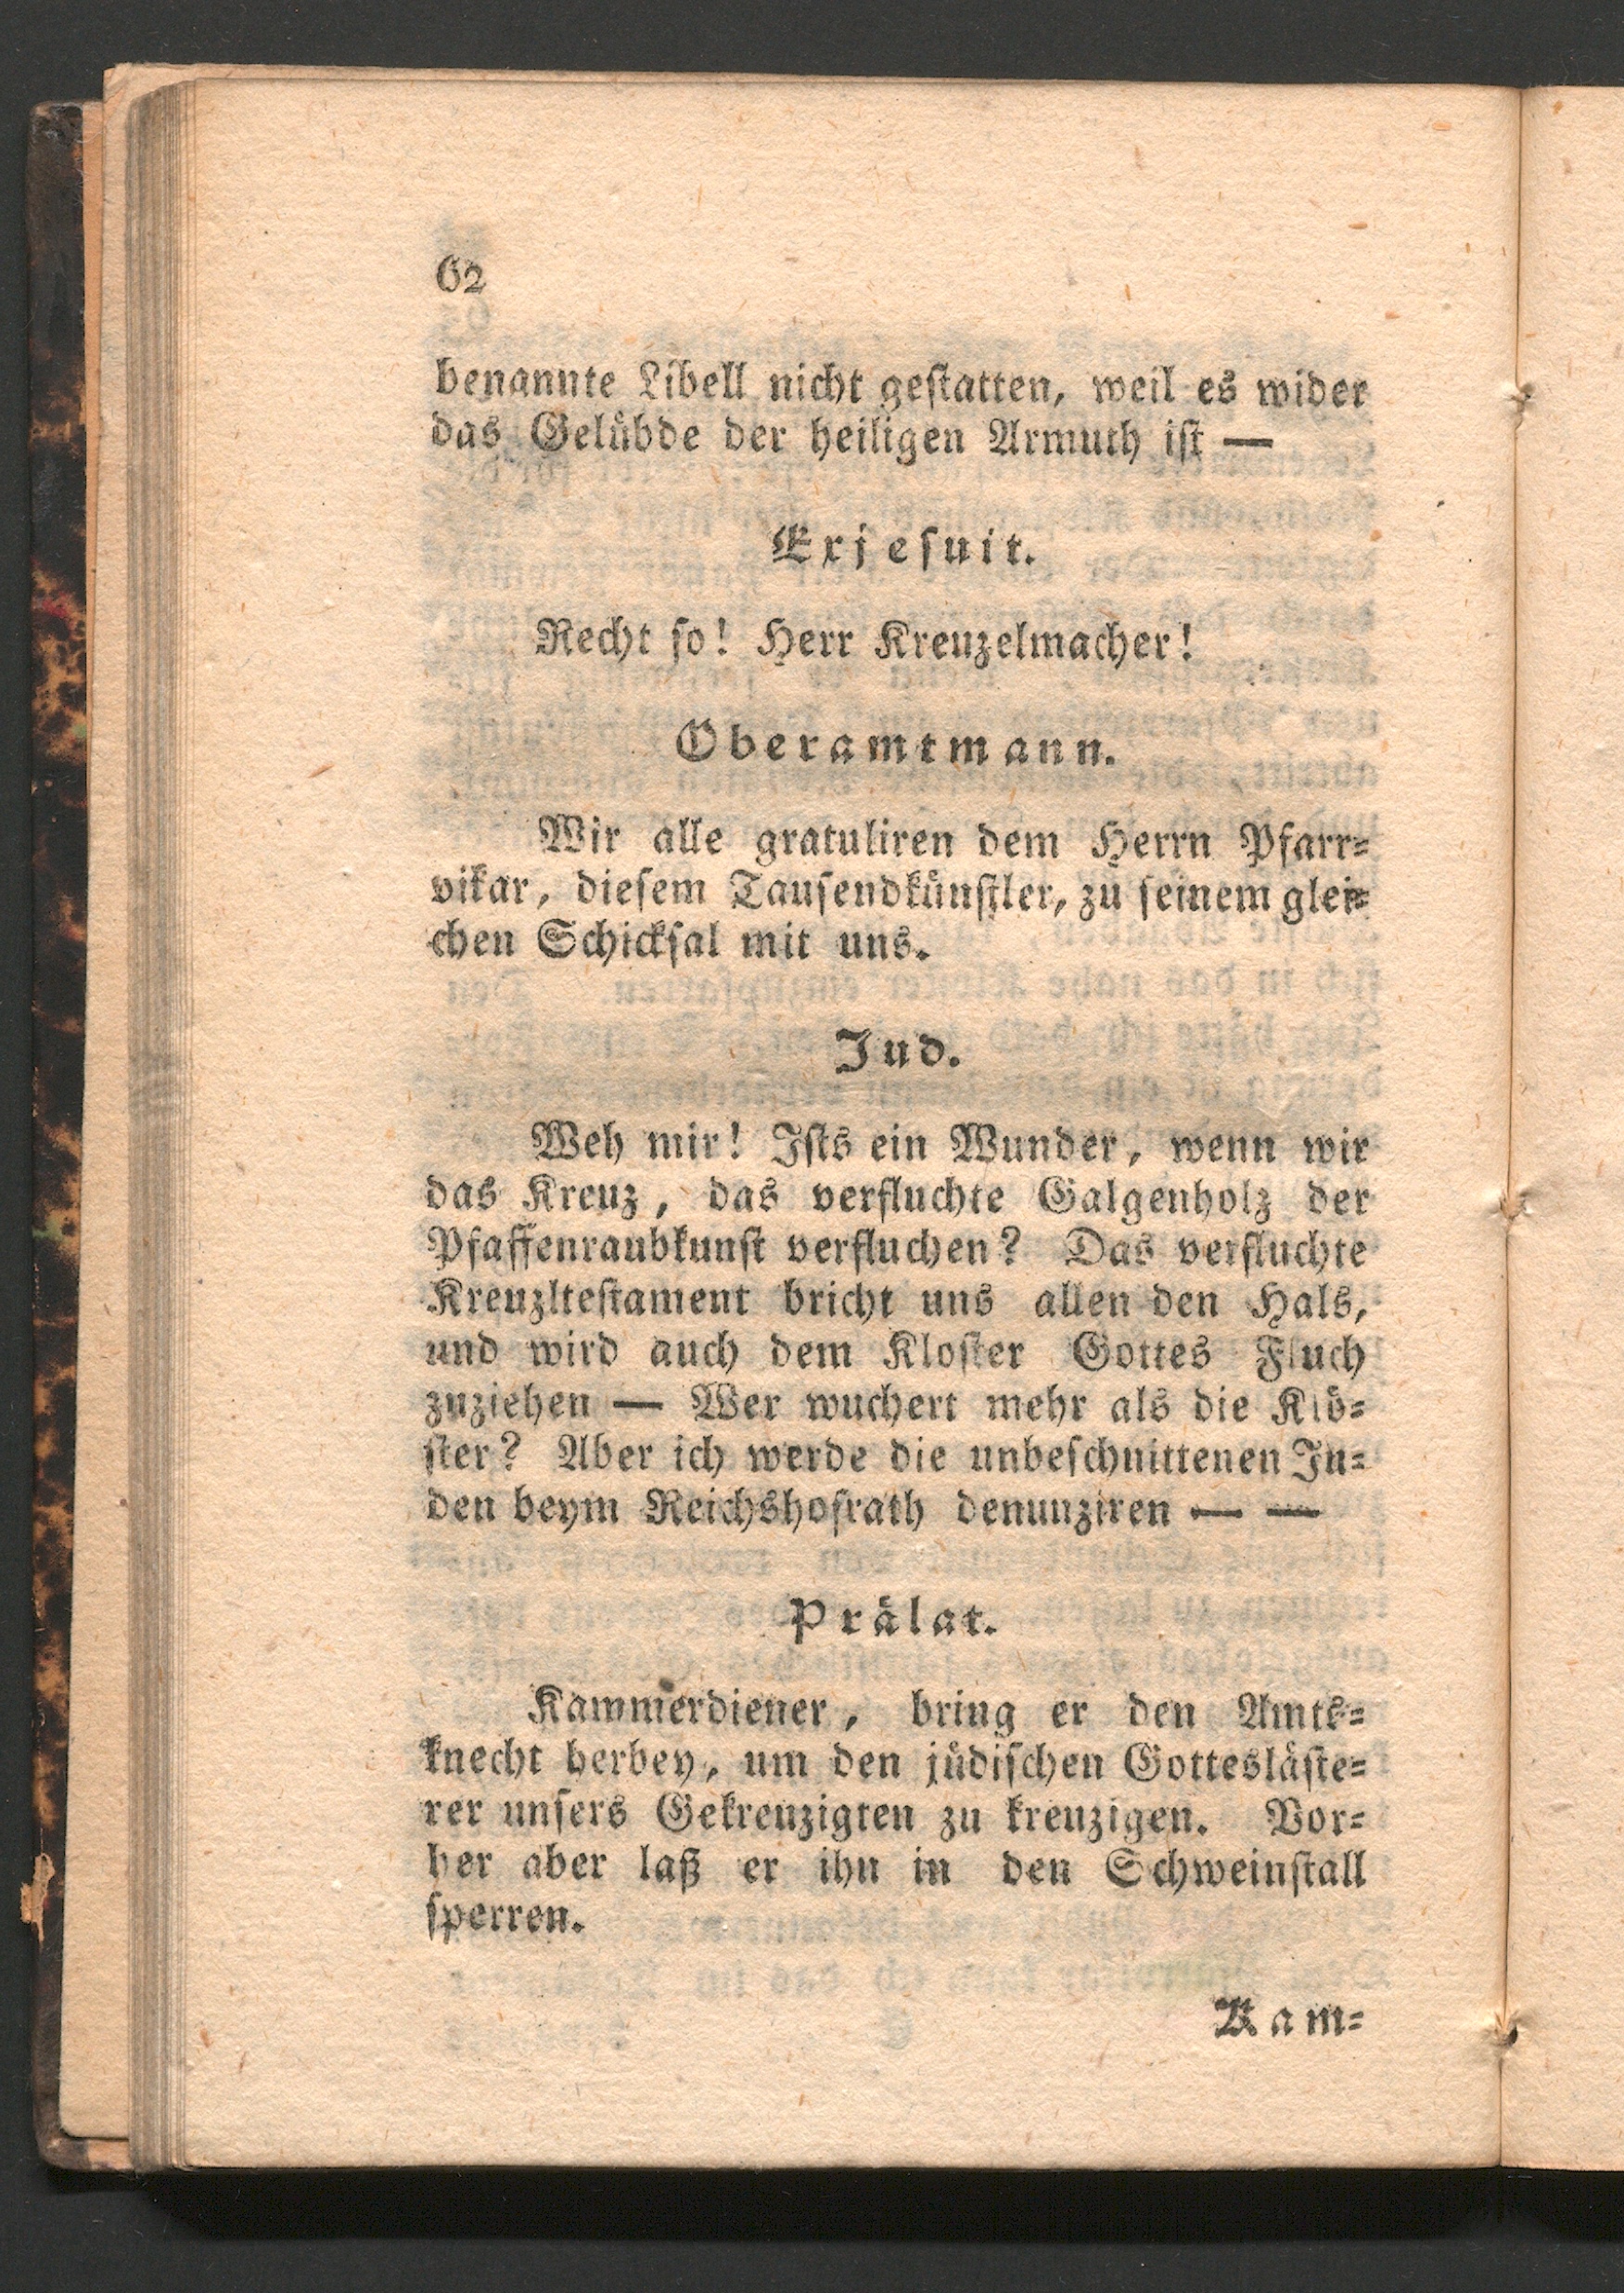 62
benannte Libell nicht geſtatten, weil es wider
das Gelübde der heiligen Armuth iſt —
Exjeſuit.
Recht ſo! Herr Kreuzelmacher!
Oberamtmann.
Wir alle gratuliren dem Herrn Pfarr⸗
vikar, dieſem Tauſendkünſtler, zu ſeinem glei⸗
chen Schickſal mit uns.
Jud.
Weh mir! Iſts ein Wunder, wenn wir
das Kreuz, das verfluchte Galgenholz der
Pfaffenraubkunſt verfluchen? Das verfluchte
Kreuzlteſtament bricht uns allen den Hals,
und wird auch dem Kloſter Gottes Fluch
zuziehen — Wer wuchert mehr als die Klö⸗
ſter? Aber ich werde die unbeſchnittenen Ju⸗
den beym Reichshofrath denunziren — —
Prälat.
Kammerdiener, bring er den Amts⸗
knecht herbey, um den jüdiſchen Gottesläſte⸗
rer unſers Gekreuzigten zu kreuzigen. Vor⸗
her aber laß er ihn in den Schweinſtall
ſperren.
Kam⸗